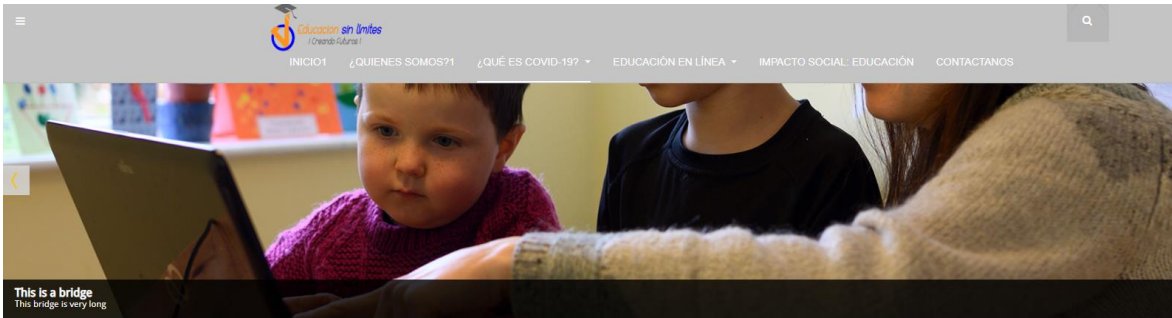 Educacion sin límites
! Creando Futuros !
INICIO1 ¿QUIENES SOMOS?1 ¿QUÉ ES COVID-19? EDUCACIÓN EN LÍNEA IMPACTO SOCIAL: EDUCACIÓN CONTACTANOS
This is a bridge
This bridge is very long